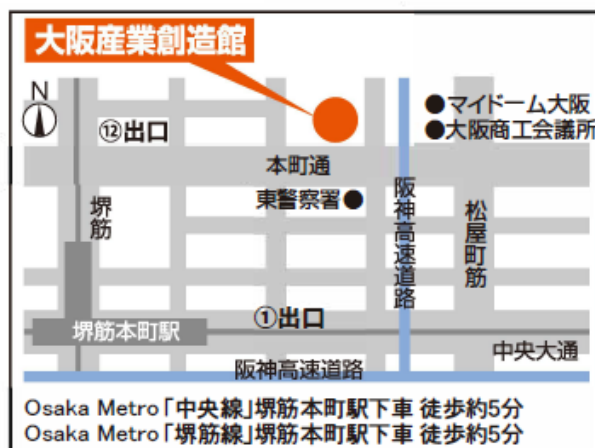 大阪産業創造館
N
⑫出口
●マイドーム大阪
●大阪商工会議所
本町通
東警察署●
堺筋
阪神高速道路
松屋町筋
①出口
堺筋本町駅
中央大通
阪神高速道路
Osaka Metro「中央線」堺筋本町駅下車 徒歩約5分
Osaka Metro「堺筋線」堺筋本町駅下車 徒歩約5分